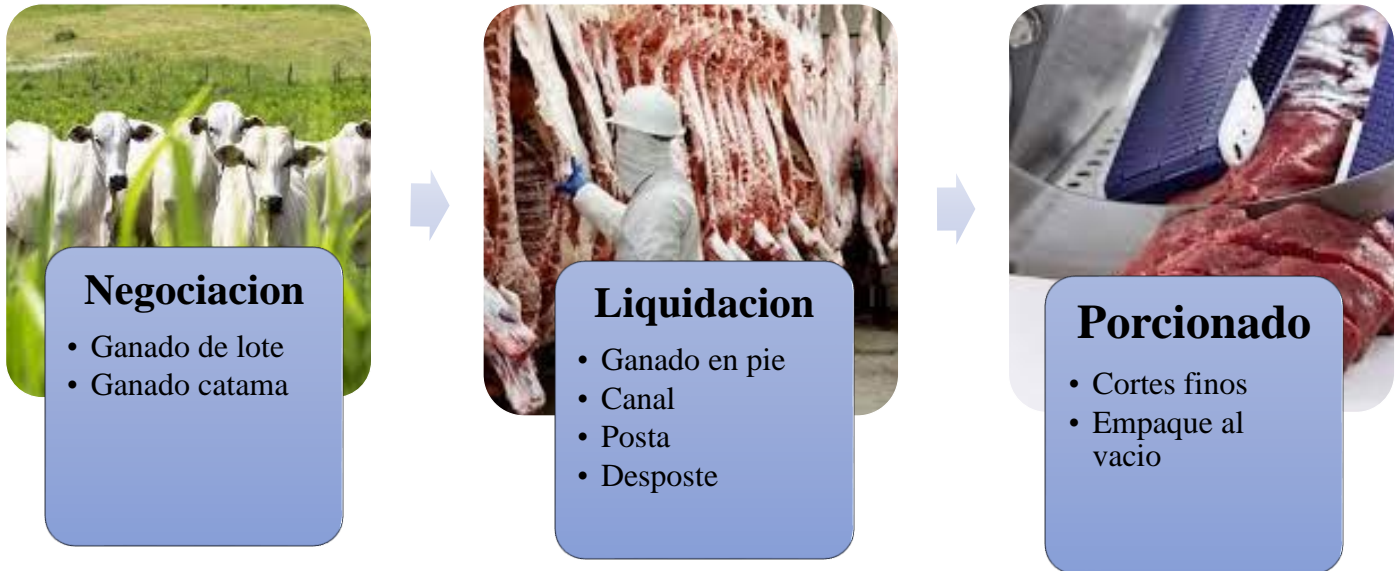 Negociacion
• Ganado de lote
• Ganado catama
Liquidacion
• Ganado en pie
• Canal
• Posta
• Desposte
Porcionado
• Cortes finos
• Empaque al
vacio